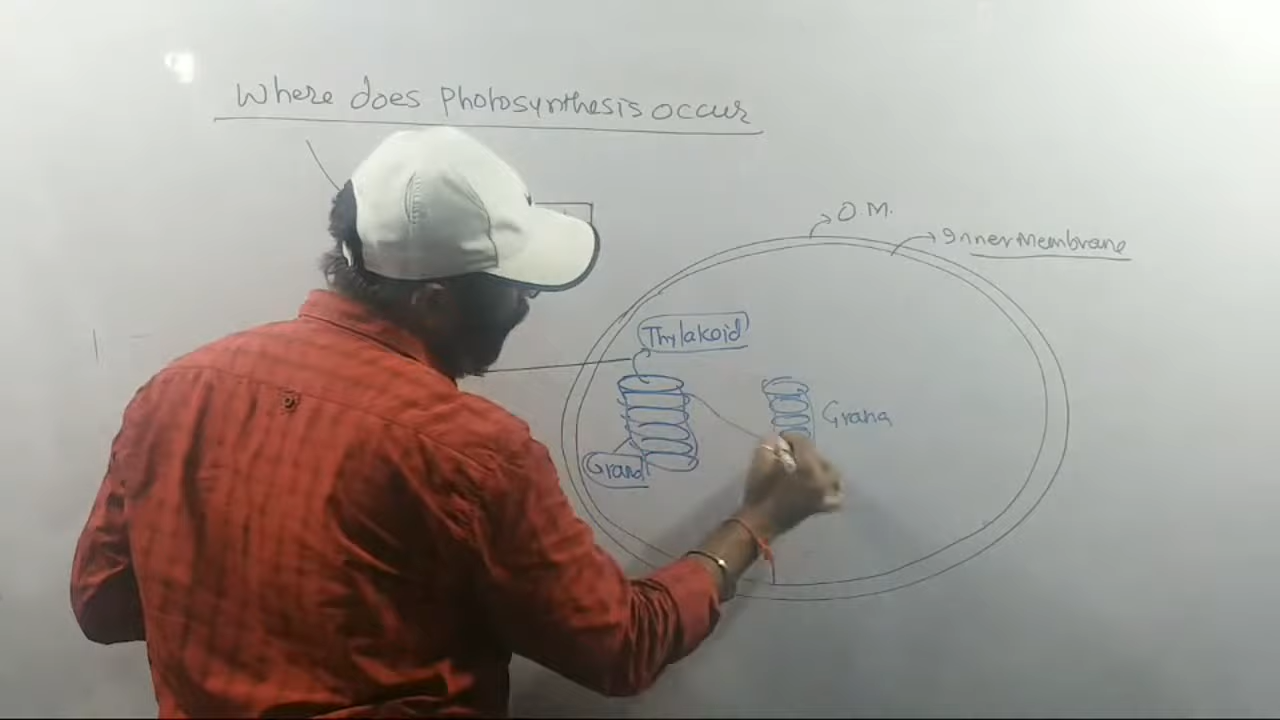 Where does Photosynthesis occur
O M.
Inner Membrane
Thylakoid
Grana
Grana